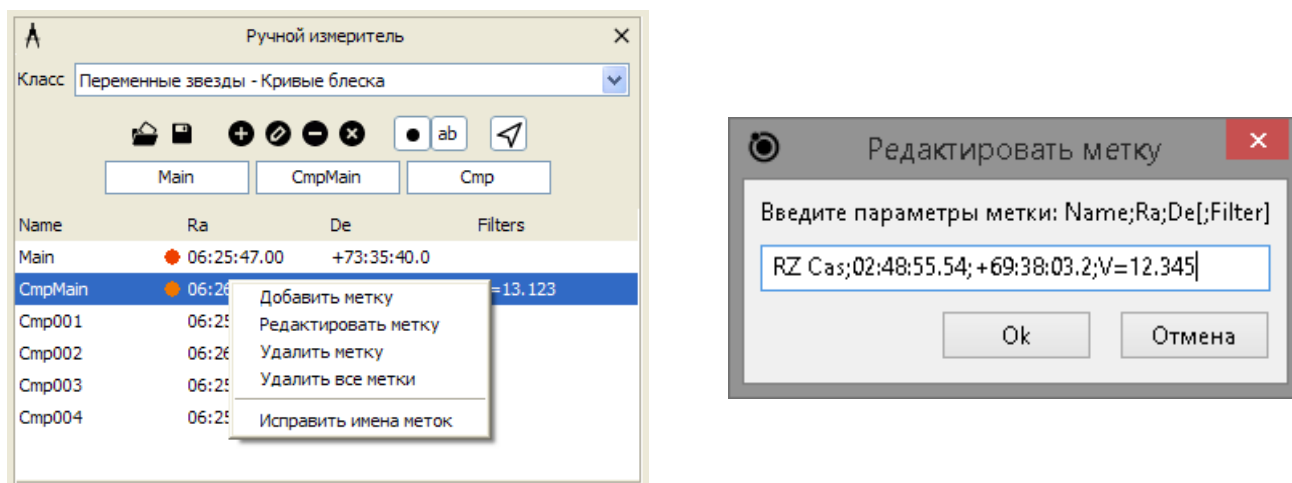 Ручной измеритель
Класс Переменные звезды - Кривые блеска
ab
Main CmpMain Cmp
Name Ra De Filters
Main 06:25:47.00 +73:35:40.0
CmpMain 06:26 =13.123
Cmp001 06:25
Cmp002 06:26
Cmp003 06:25
Cmp004 06:25
Добавить метку
Редактировать метку
Удалить метку
Удалить все метки
Исправить имена меток
Редактировать метку
Введите параметры метки: Name;Ra;De[;Filter]
RZ Cas;02:48:55.54;+69:38:03.2;V=12.345
Ok Отмена